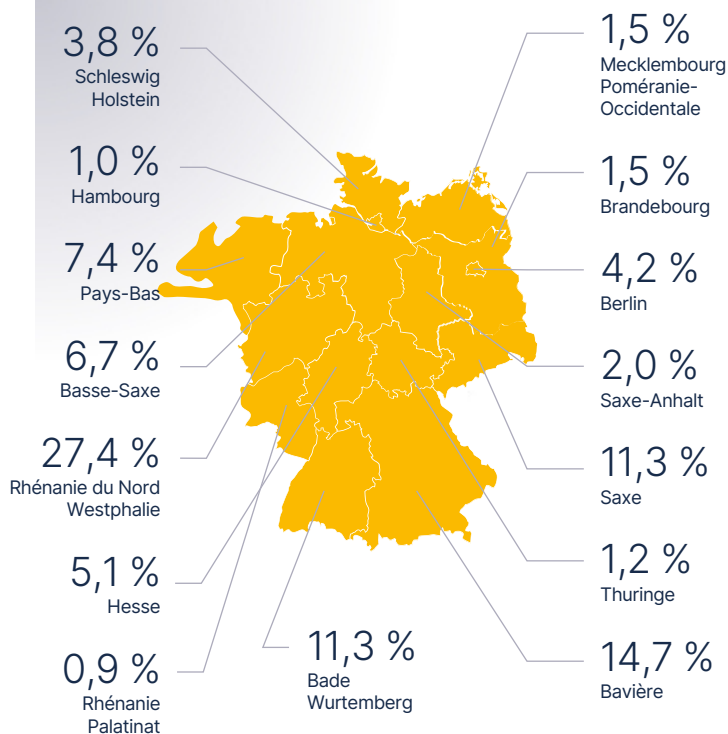 3,8 %
Schleswig
Holstein
1,0 %
Hambourg
7,4 %
Pays-Bas
6,7 %
Basse-Saxe
27,4 %
Rhénanie du Nord
Westphalie
5,1 %
Hesse
0,9 %
Rhénanie
Palatinat
11,3 %
Bade
Wurtemberg
1,5 %
Mecklembourg
Poméranie-
Occidentale
1,5 %
Brandebourg
4,2 %
Berlin
2,0 %
Saxe-Anhalt
11,3 %
Saxe
1,2 %
Thuringe
14,7 %
Bavière